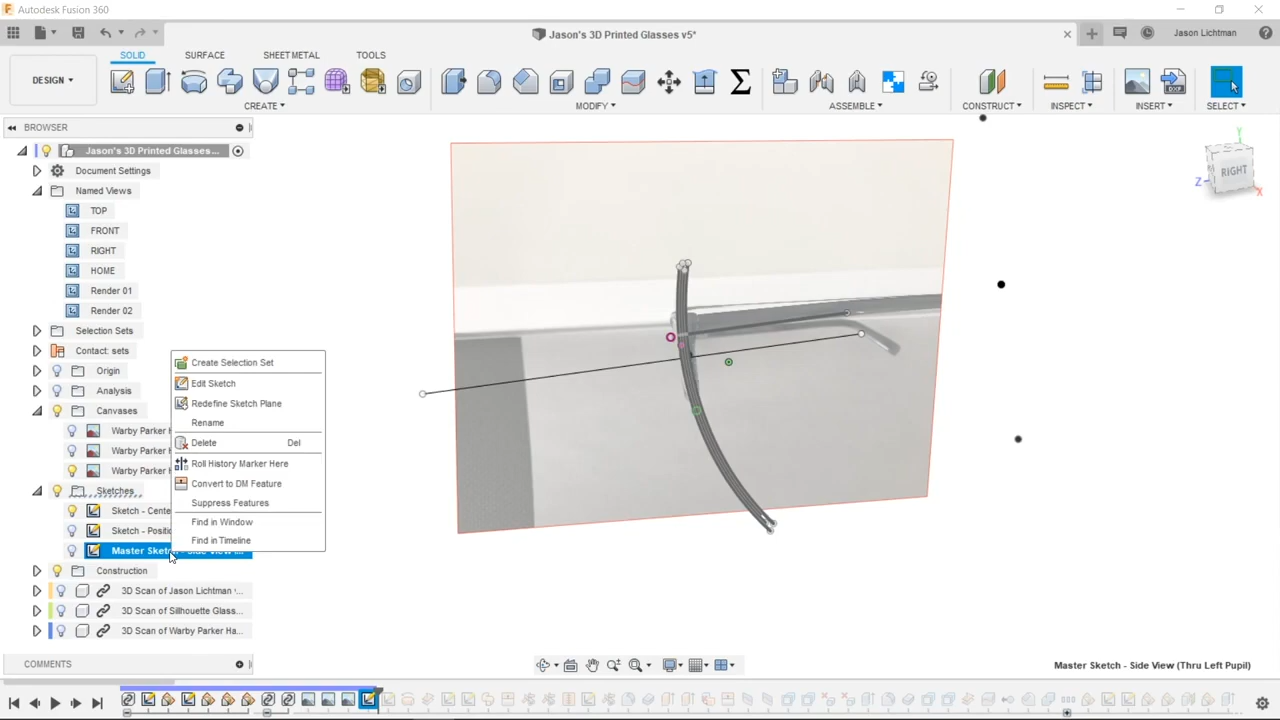 Autodesk Fusion 360
Jason's 3D Printed Glasses v5*
Jason Lichtman
SOLID SURFACE SHEET METAL TOOLS
DESIGN ▾
CREATE ▾ MODIFY ▾ ASSEMBLE ▾ CONSTRUCT ▾ INSPECT ▾ INSERT ▾ SELECT ▾
BROWSER
Jason's 3D Printed Glasses...
Document Settings
Named Views
TOP
FRONT
RIGHT
HOME
Render 01
Render 02
Selection Sets
Contact: sets
Origin
Analysis
Canvases
Warby Parker H
Warby Parker H
Warby Parker H
Sketches
Sketch - Cente
Sketch - Positio
Master Sketch - Side View (...
Construction
3D Scan of Jason Lichtman v...
3D Scan of Sillhouette Glass...
3D Scan of Warby Parker Ha...
Create Selection Set
Edit Sketch
Redefine Sketch Plane
Rename
Delete Del
Roll History Marker Here
Convert to DM Feature
Suppress Features
Find in Window
Find in Timeline
Y
RIGHT
Z
X
COMMENTS
Master Sketch - Side View (Thru Left Pupil)